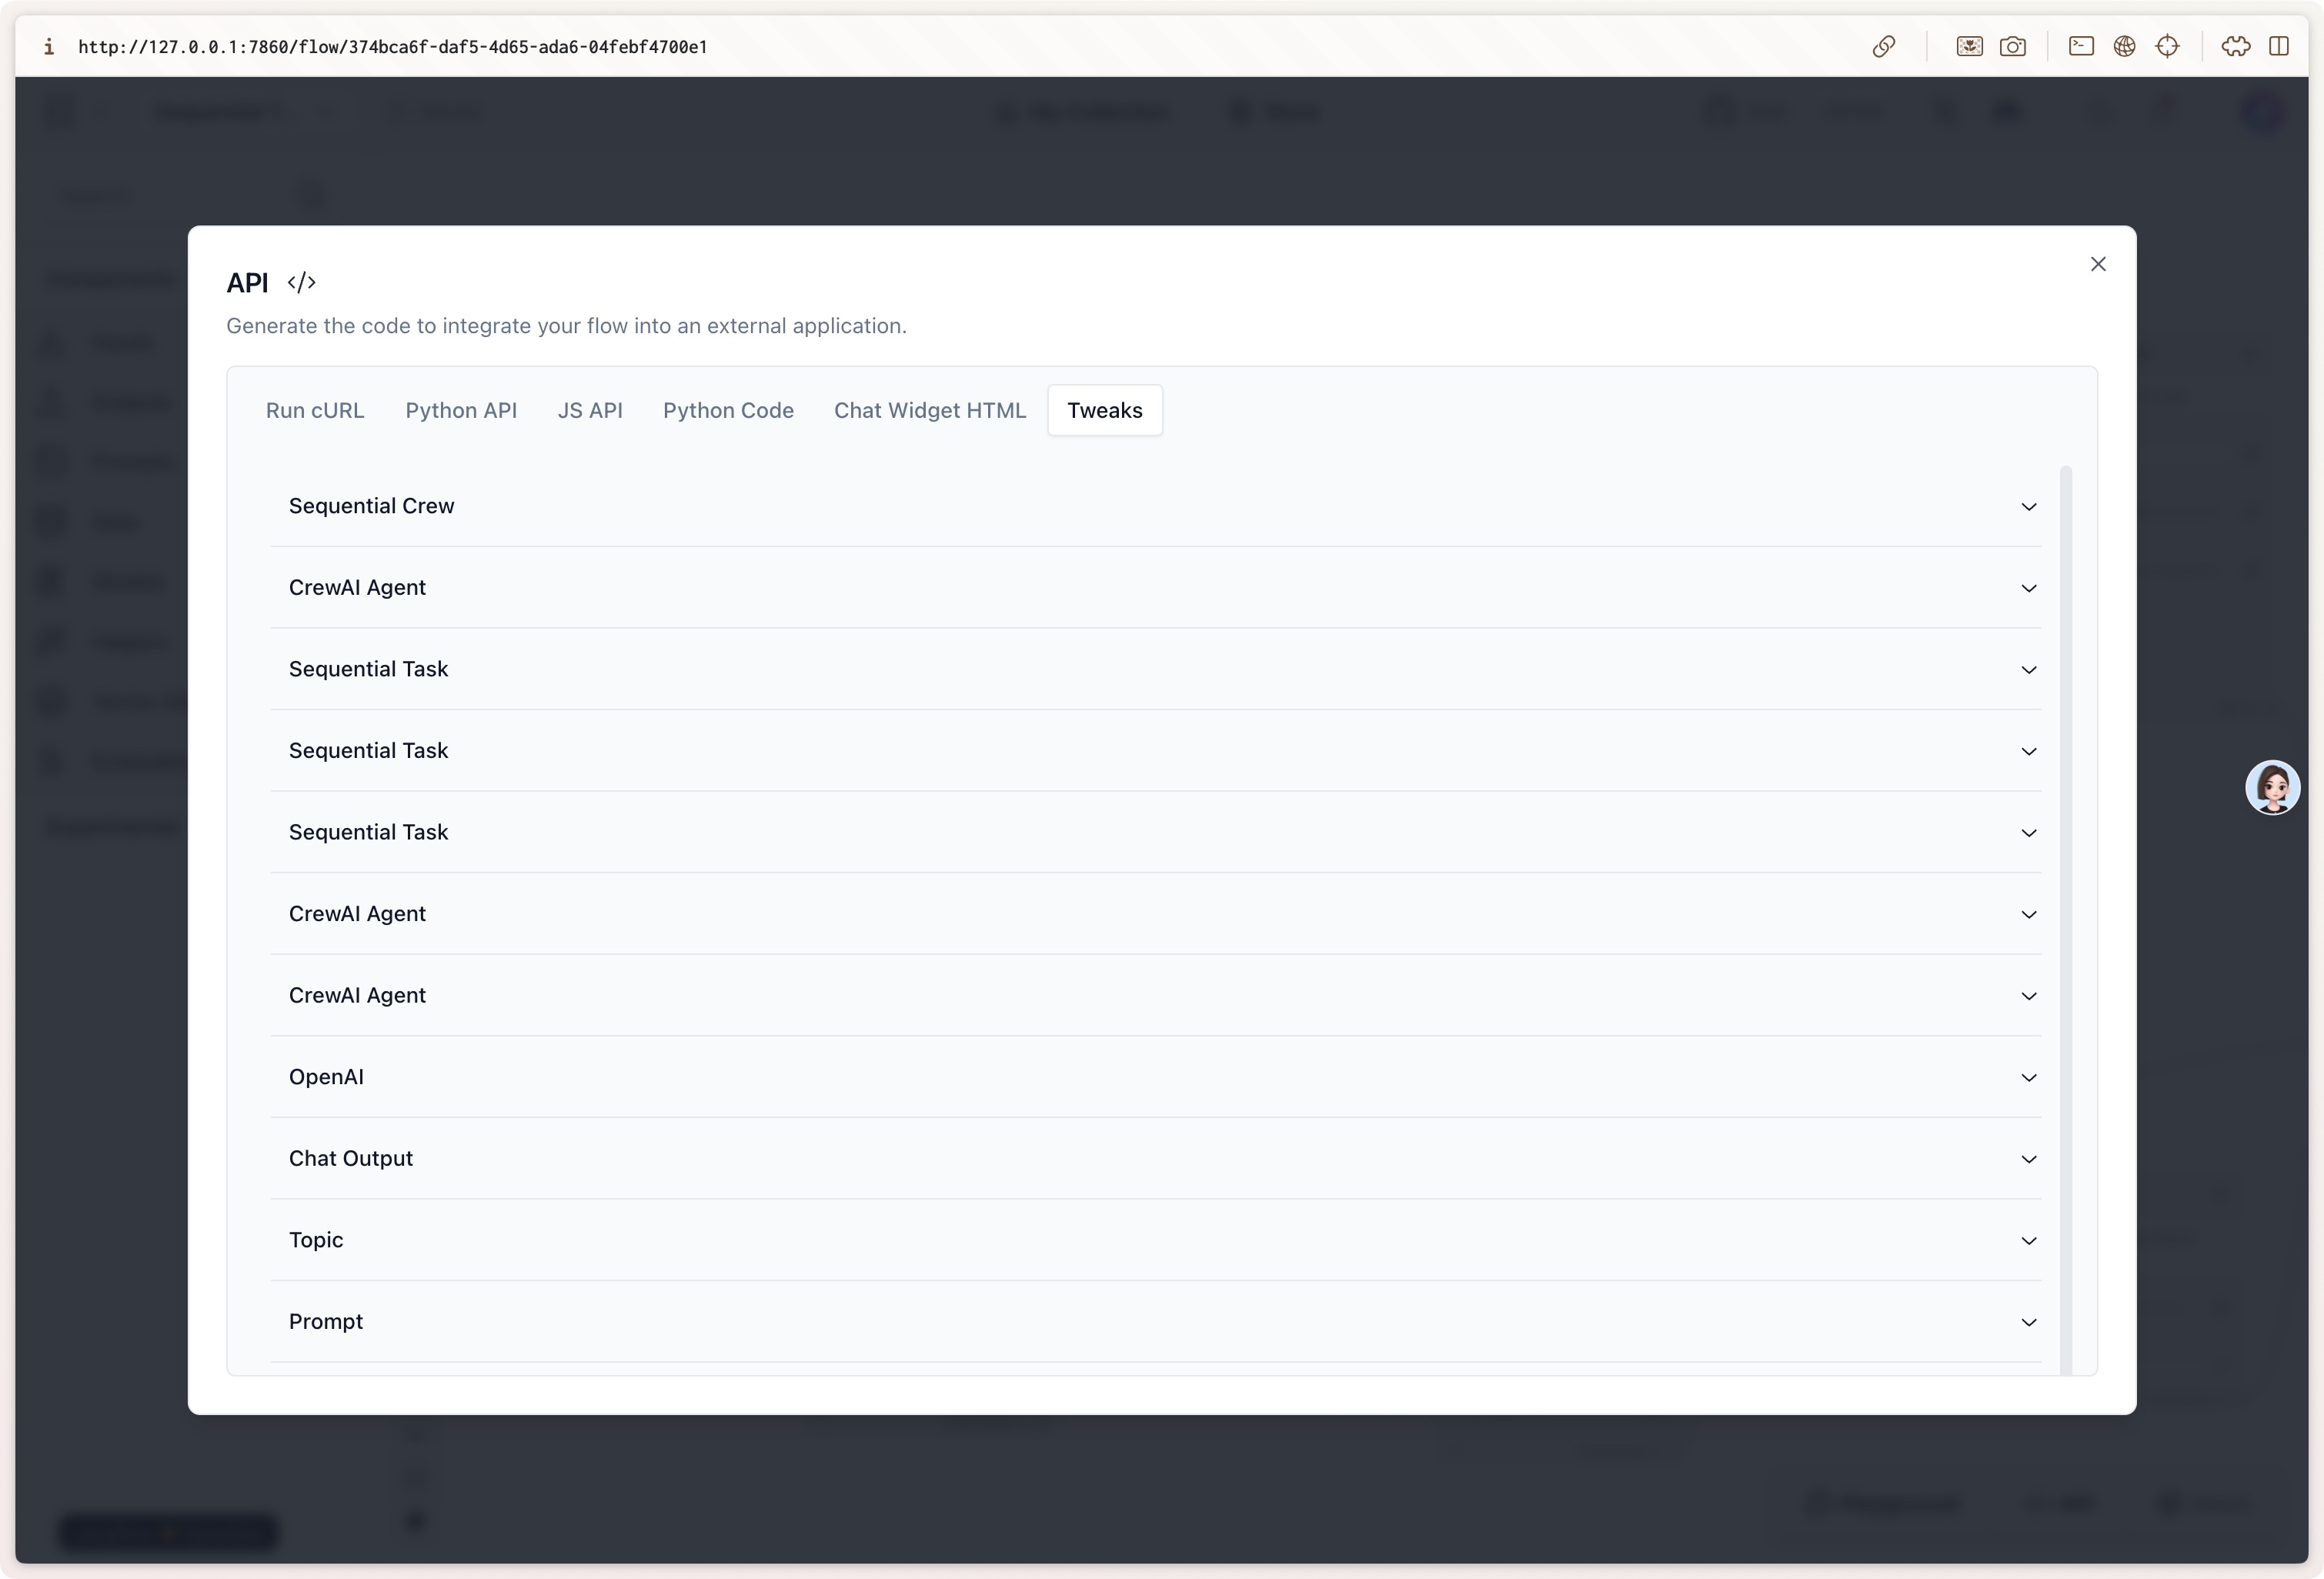 http://127.0.0.1:7860/flow/374bca6f-daf5-4d65-ada6-04febf4700e1
API </>
Generate the code to integrate your flow into an external application.
Run cURL Python API JS API Python Code Chat Widget HTML Tweaks
Sequential Crew
CrewAI Agent
Sequential Task
Sequential Task
Sequential Task
CrewAI Agent
CrewAI Agent
OpenAI
Chat Output
Topic
Prompt